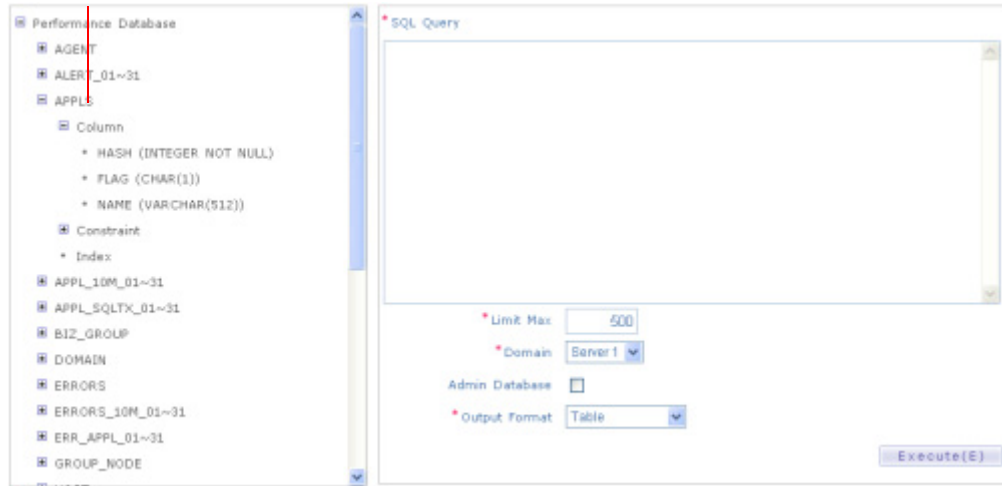 Performance Database
AGENT
ALERT_01~31
APPLS
Column
HASH (INTEGER NOT NULL)
FLAG (CHAR(1))
NAME (VARCHAR(512))
Constraint
Index
APPL_10M_01~31
APPL_SQLTX_01~31
BIZ_GROUP
DOMAIN
ERRORS
ERRORS_10M_01~31
ERR_APPL_01~31
GROUP_NODE
*SQL Query
*Limit Max 500
*Domain Server1
Admin Database
*Output Format Table
Execute(E)